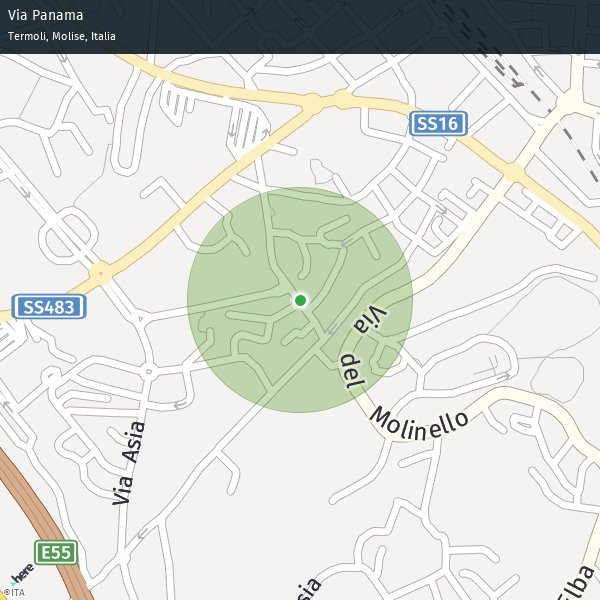 Via Panama
Termoli, Molise, Italia
SS16
SS483
Via
del
Molinello
Via Asia
E55
here
©ITA
sia
Elba